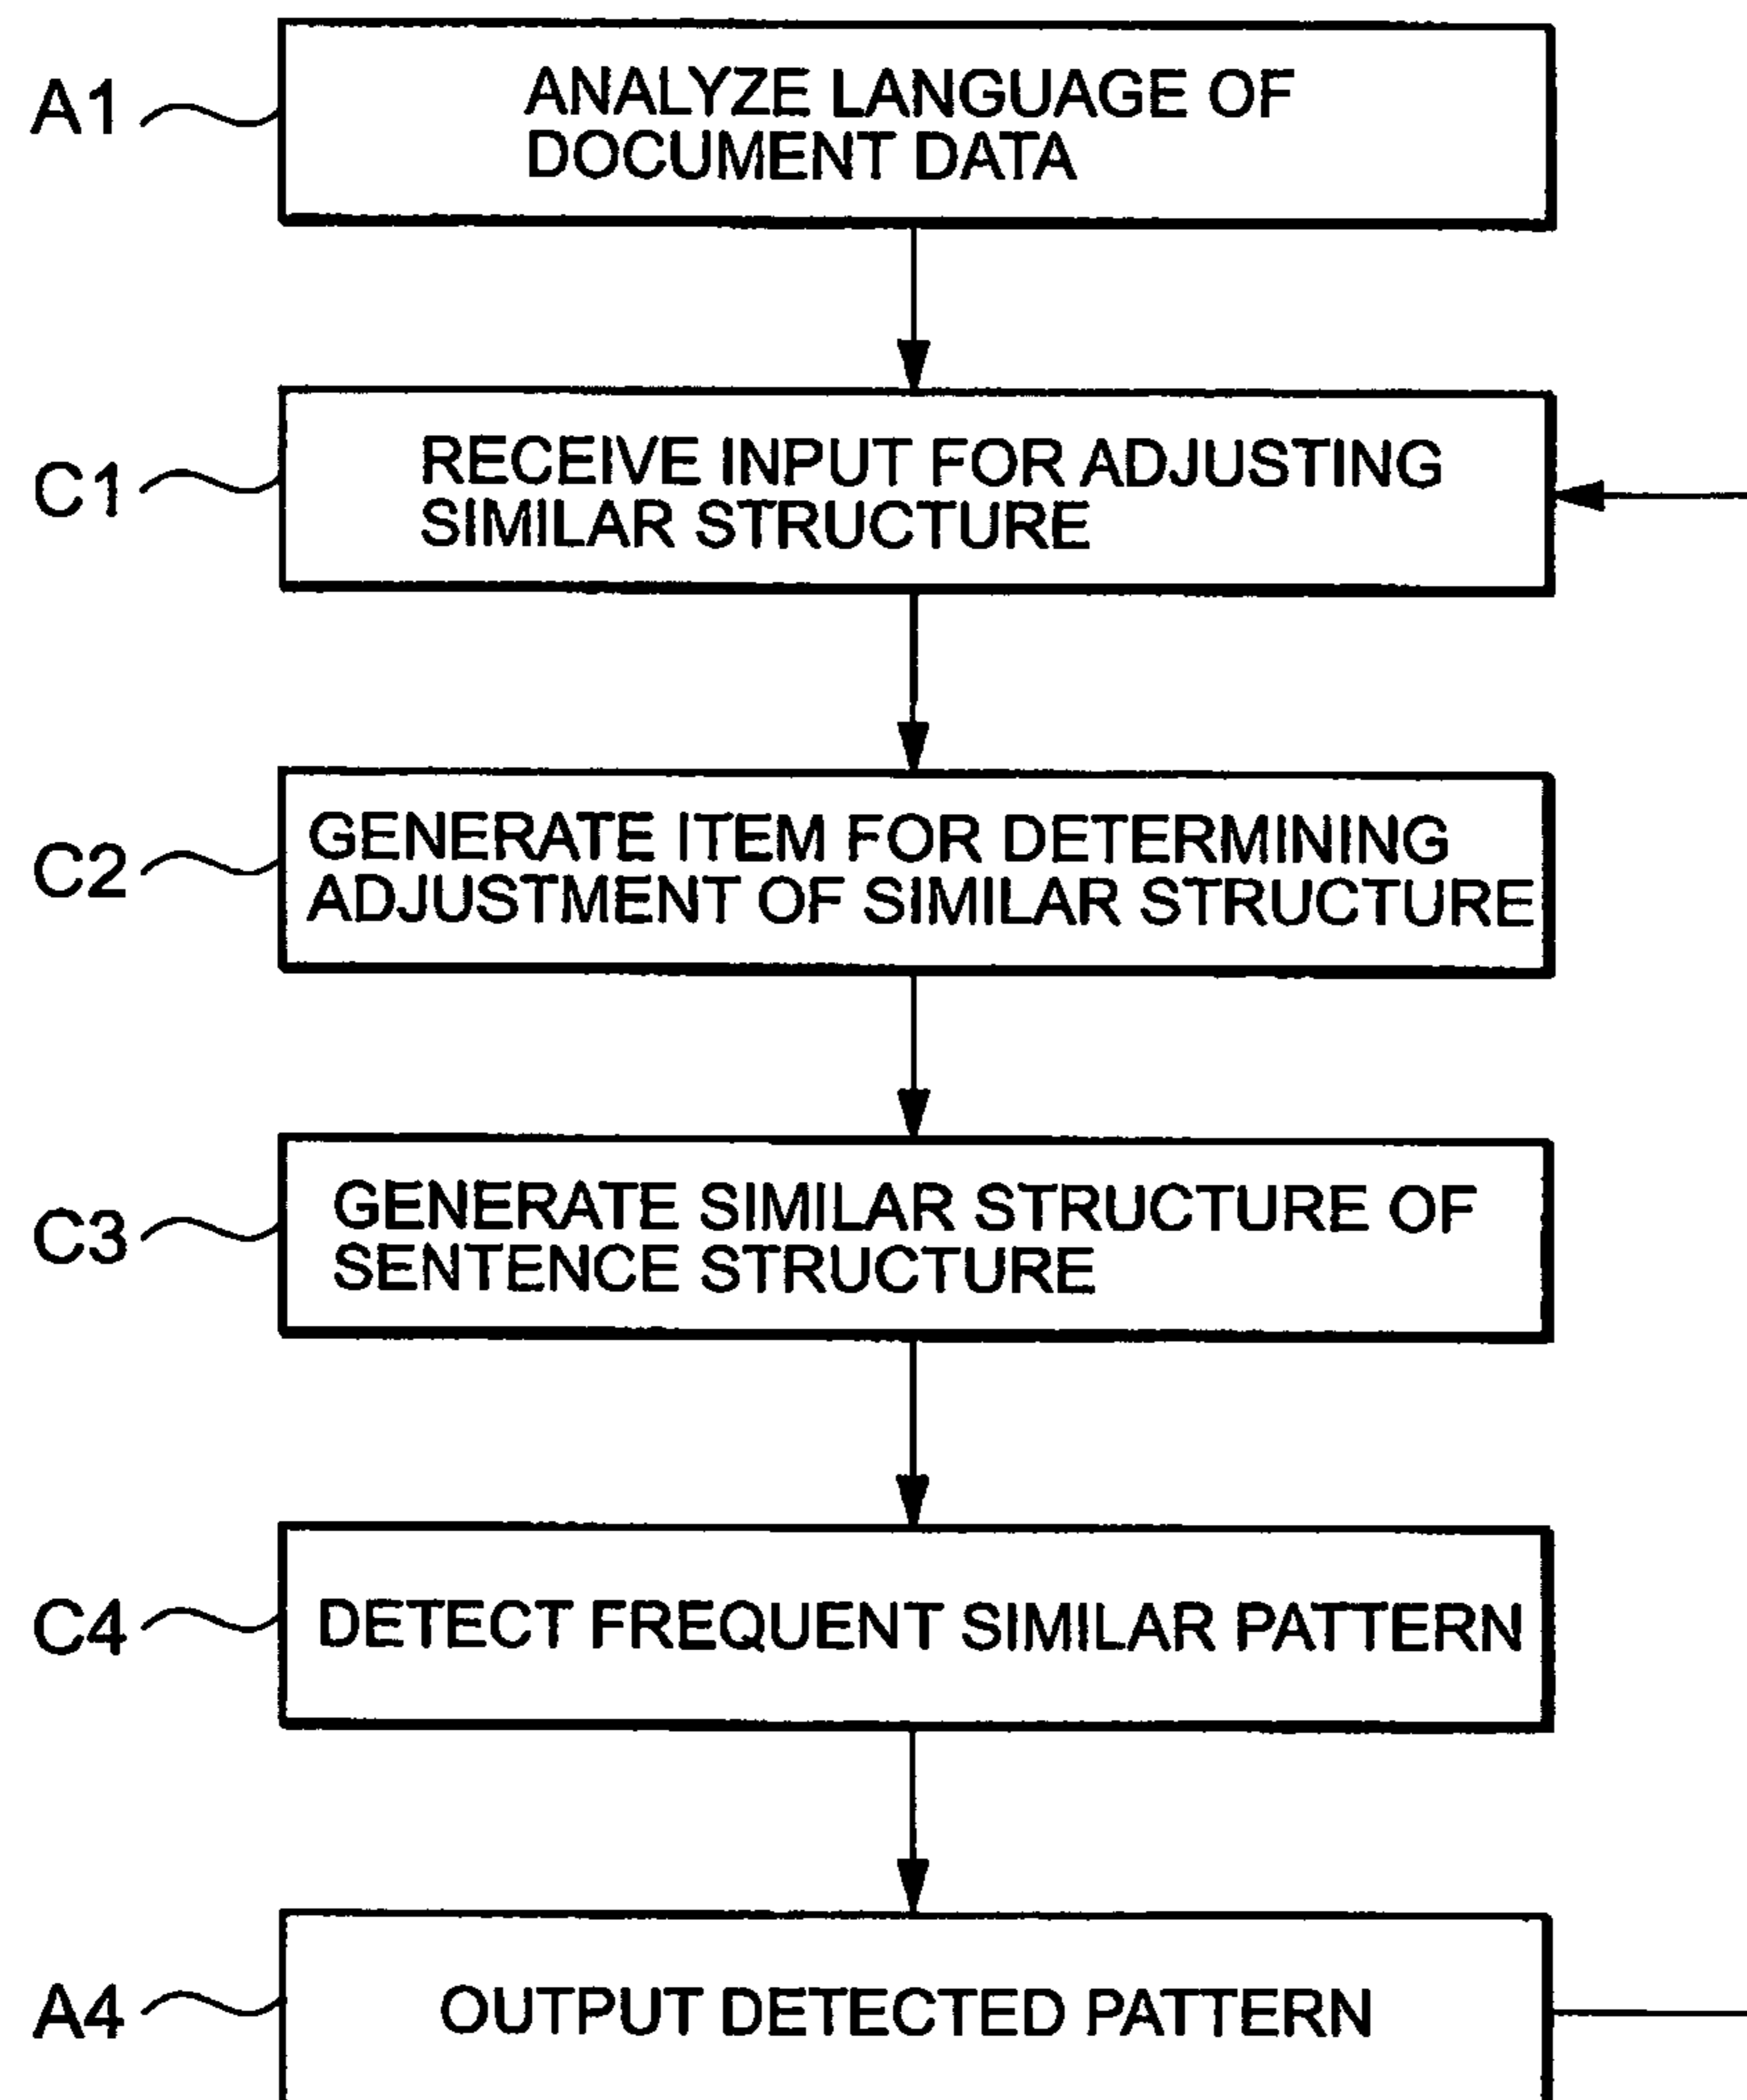 A1
ANALYZE LANGUAGE OF
DOCUMENT DATA
C1
RECEIVE INPUT FOR ADJUSTING
SIMILAR STRUCTURE
C2
GENERATE ITEM FOR DETERMINING
ADJUSTMENT OF SIMILAR STRUCTURE
C3
GENERATE SIMILAR STRUCTURE OF
SENTENCE STRUCTURE
C4
DETECT FREQUENT SIMILAR PATTERN
A4
OUTPUT DETECTED PATTERN